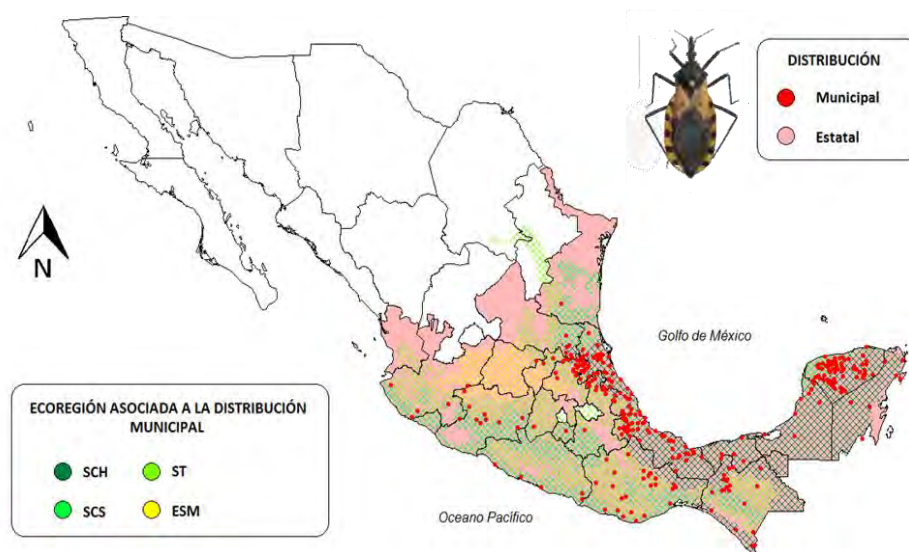 DISTRIBUCIÓN
Municipal
Estatal
N
Golfo de México
ECOREGIÓN ASOCIADA A LA DISTRIBUCIÓN
MUNICIPAL
SCH
ST
SCS
ESM
Oceano Pacífico